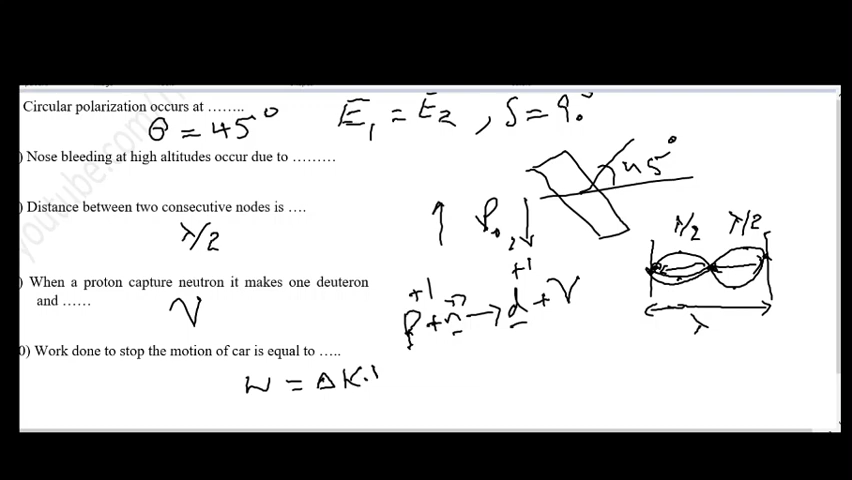 Circular polarization occurs at ........
θ = 45° E₁ = E₂ , δ = 90°
) Nose bleeding at high altitudes occur due to .........
45°
) Distance between two consecutive nodes is ....
λ/2
↑ P₀, ↓
λ/2 λ/2
) When a proton capture neutron it makes one deuteron
and ......
γ
+1 +1
p + n → d + γ
λ
0) Work done to stop the motion of car is equal to .....
W = Δ K.